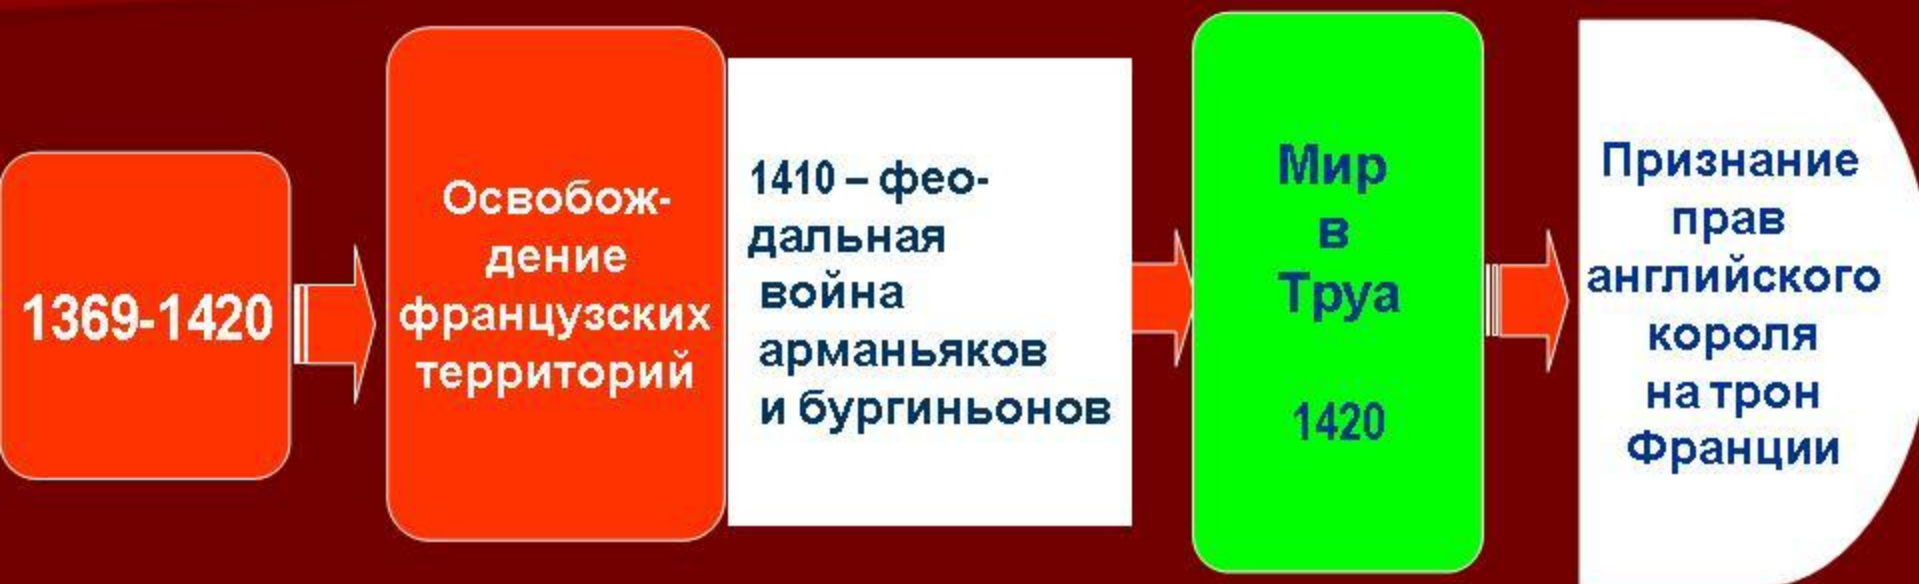 1369-1420
Освобож-
дение
французских
территорий
1410 – фео-
дальная
война
арманьяков
и бургиньонов
Мир
в
Труа
1420
Признание
прав
английского
короля
на трон
Франции